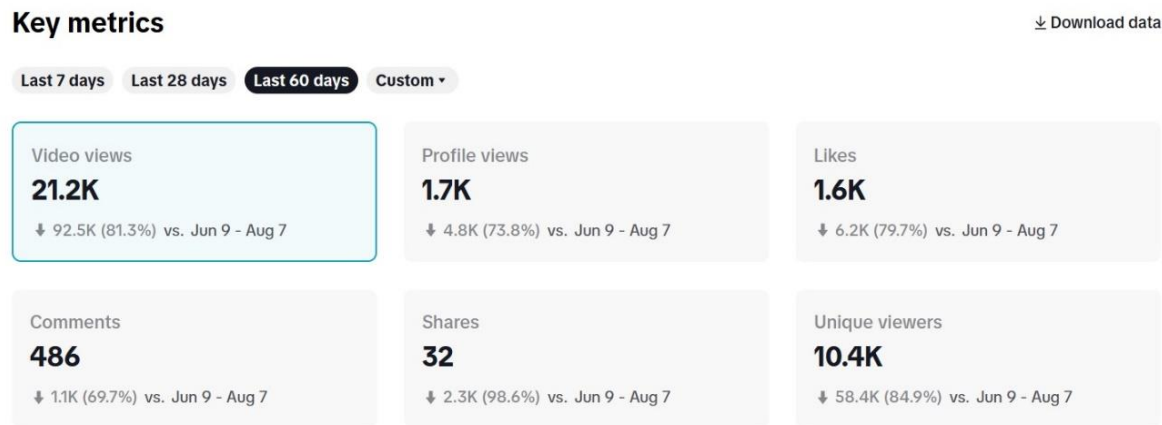 Key metrics
Download data
Last 7 days Last 28 days Last 60 days Custom
Video views
21.2K
92.5K (81.3%) vs. Jun 9 - Aug 7
Profile views
1.7K
4.8K (73.8%) vs. Jun 9 - Aug 7
Likes
1.6K
6.2K (79.7%) vs. Jun 9 - Aug 7
Comments
486
1.1K (69.7%) vs. Jun 9 - Aug 7
Shares
32
2.3K (98.6%) vs. Jun 9 - Aug 7
Unique viewers
10.4K
58.4K (84.9%) vs. Jun 9 - Aug 7